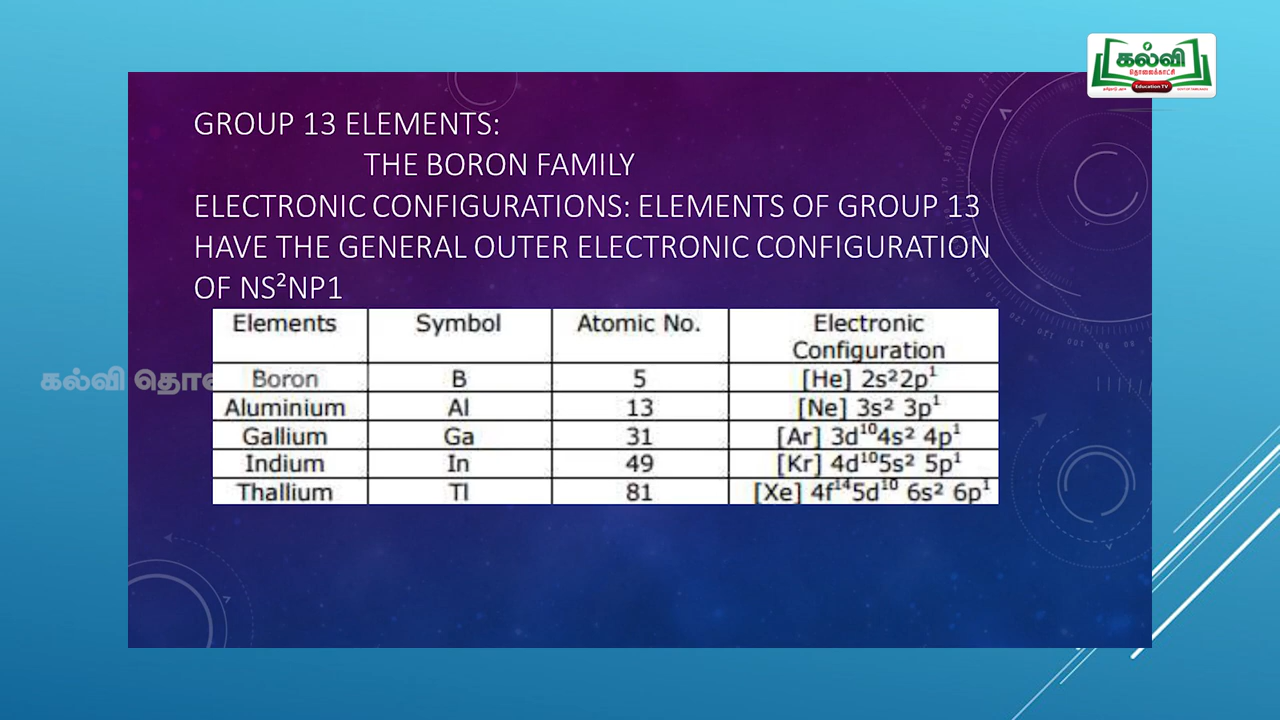 கல்வி
தொலைக்காட்சி
Education TV
GROUP 13 ELEMENTS:
THE BORON FAMILY
ELECTRONIC CONFIGURATIONS: ELEMENTS OF GROUP 13
HAVE THE GENERAL OUTER ELECTRONIC CONFIGURATION
OF NS²NP1
Elements Symbol Atomic No. Electronic
Configuration
Boron B 5 [He] 2s²2p¹
Aluminium Al 13 [Ne] 3s² 3p¹
Gallium Ga 31 [Ar] 3d¹⁰4s² 4p¹
Indium In 49 [Kr] 4d¹⁰5s² 5p¹
Thallium Tl 81 [Xe] 4f¹⁴5d¹⁰ 6s² 6p¹
கல்வி